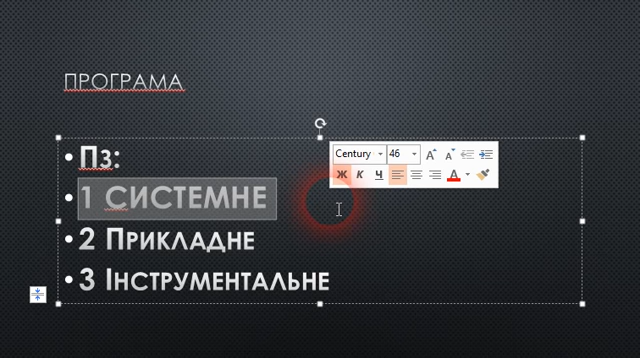 ПРОГРАМА
• Пз:
• 1 СИСТЕМНЕ
• 2 ПРИКЛАДНЕ
• 3 ІНСТРУМЕНТАЛЬНЕ
Century 46 A A
Ж К Ч A